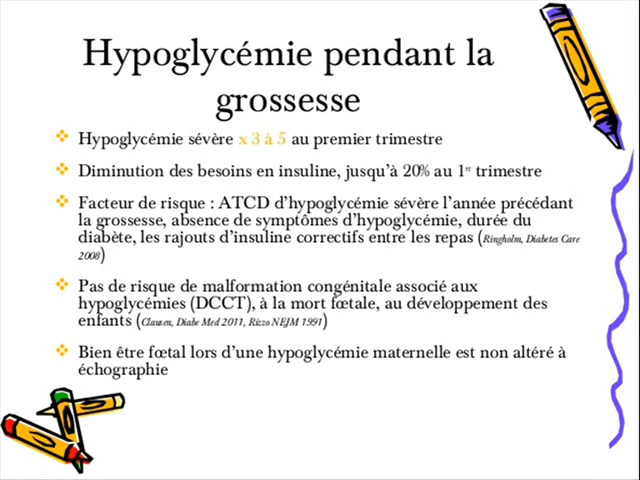 Hypoglycémie pendant la
grossesse
❖ Hypoglycémie sévère x 3 à 5 au premier trimestre
❖ Diminution des besoins en insuline, jusqu’à 20% au 1er trimestre
❖ Facteur de risque : ATCD d’hypoglycémie sévère l’année précédant
la grossesse, absence de symptômes d’hypoglycémie, durée du
diabète, les rajouts d’insuline correctifs entre les repas (Ringholm, Diabetes Care
2008)
❖ Pas de risque de malformation congénitale associé aux
hypoglycémies (DCCT), à la mort fœtale, au développement des
enfants (Clausen, Diabe Med 2011, Rizzo NEJM 1991)
❖ Bien être fœtal lors d’une hypoglycémie maternelle est non altéré à
échographie